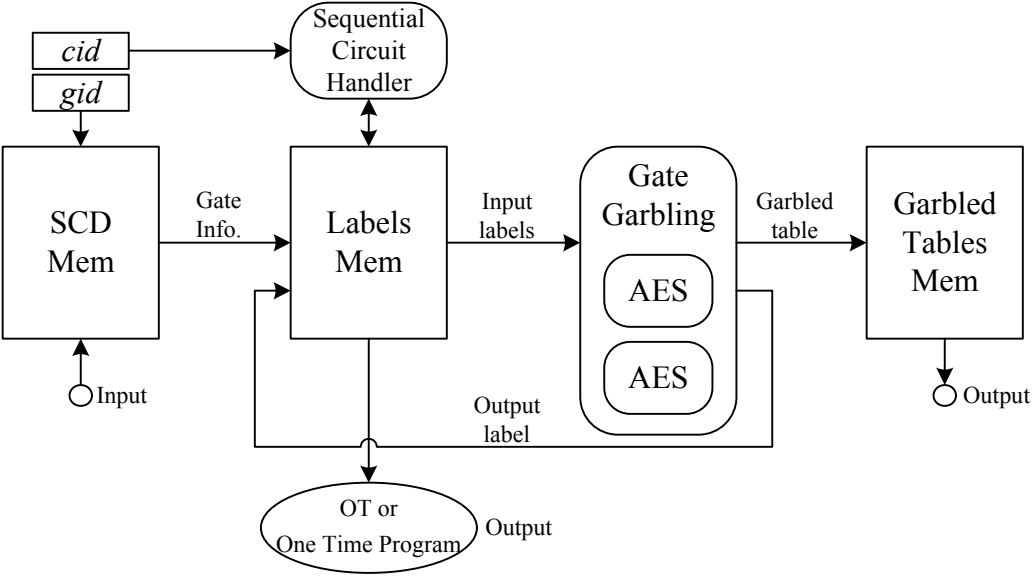 cid
gid
Sequential
Circuit
Handler
SCD
Mem
Gate
Info.
Labels
Mem
Input
labels
Gate
Garbling
AES
AES
Garbled
table
Garbled
Tables
Mem
Input
Output
label
Output
OT or
One Time Program
Output